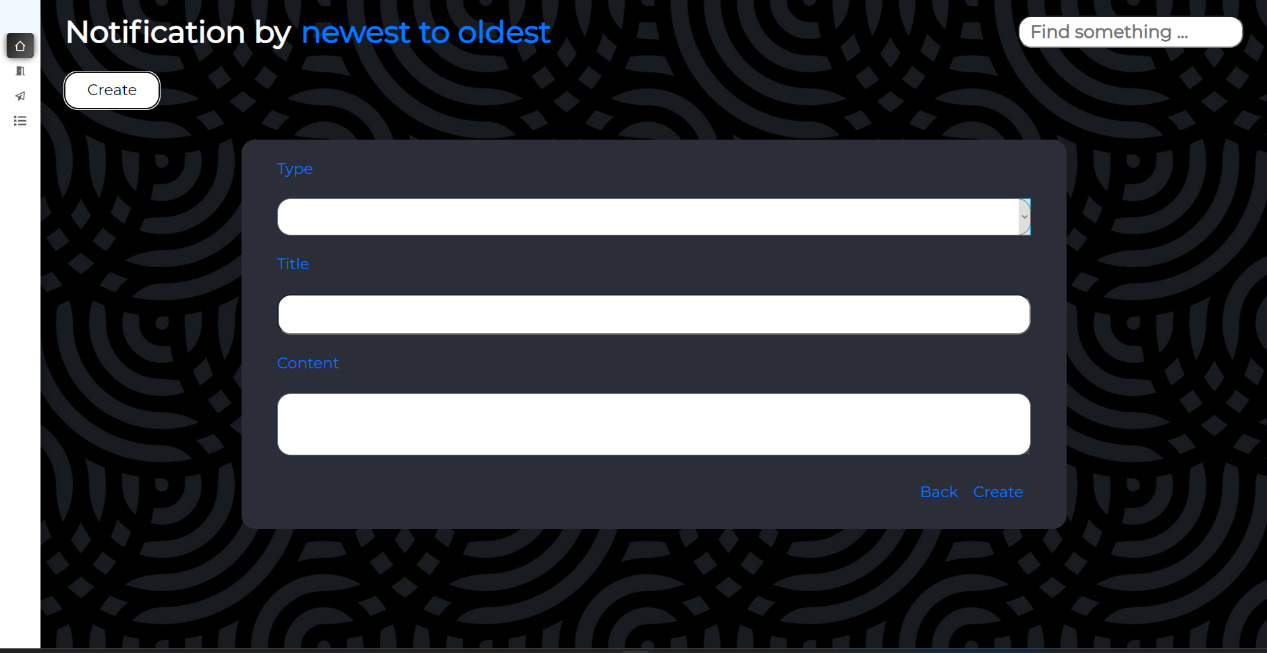 Notification by newest to oldest
Find something ...
Create
Type
Title
Content
Back Create